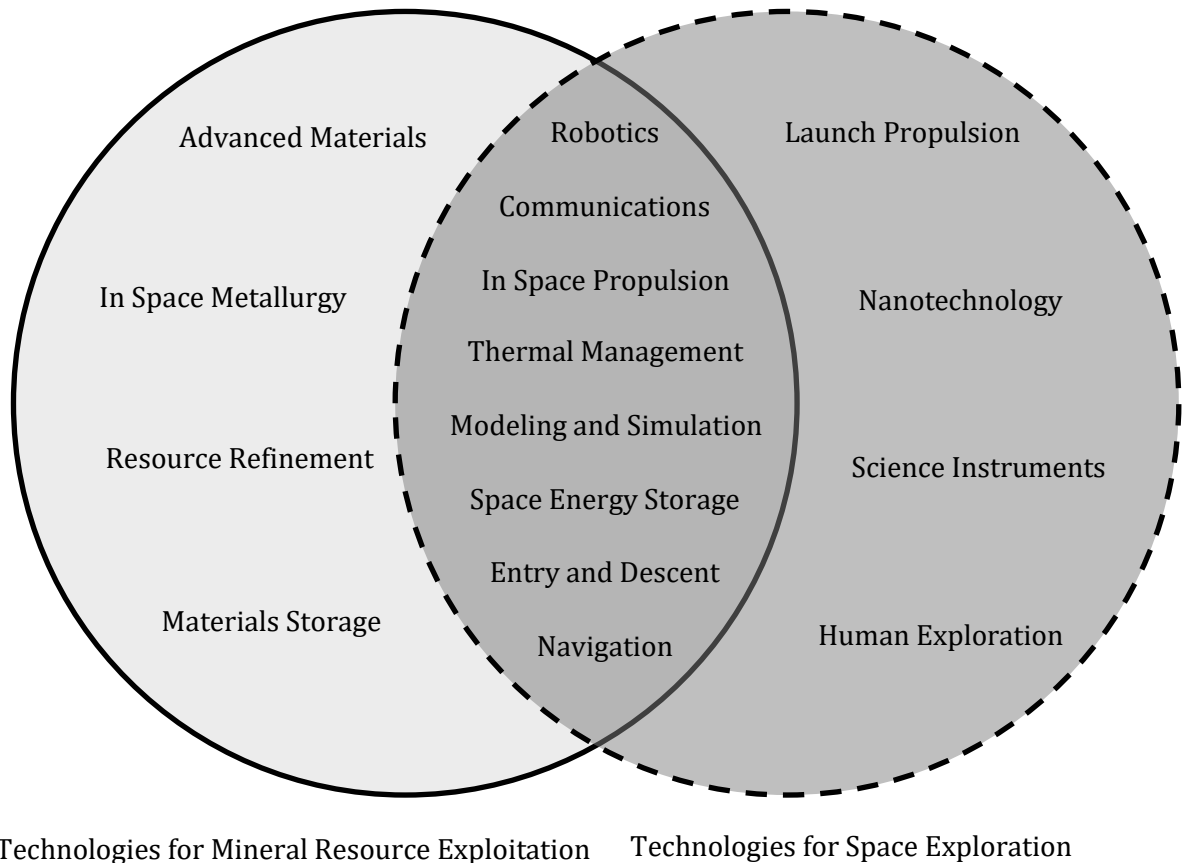 Advanced Materials
In Space Metallurgy
Resource Refinement
Materials Storage
Robotics
Communications
In Space Propulsion
Thermal Management
Modeling and Simulation
Space Energy Storage
Entry and Descent
Navigation
Launch Propulsion
Nanotechnology
Science Instruments
Human Exploration
Technologies for Mineral Resource Exploitation
Technologies for Space Exploration